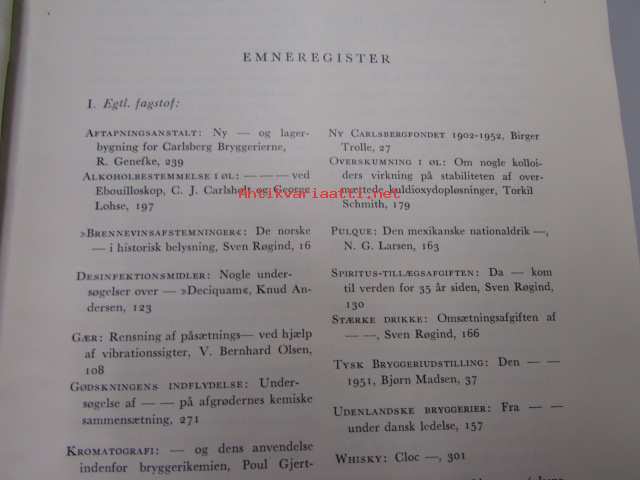 EMNEREGISTER
I. Egtl. fagstof:
AFTAPNINGSANSTALT: Ny — og lager-
bygning for Carlsberg Bryggerierne,
R. Genefke, 239
ALKOHOLBESTEMMELSE I ØL: — — — ved
Ebouilloskop, C. J. Carlsholt og George
Lohse, 197
»BRENNEVINSAFSTEMNINGER«: De norske
— i historisk belysning, Sven Røgind, 16
DESINFEKTIONSMIDLER: Nogle under-
søgelser over — »Deciquam«, Knud An-
dersen, 123
GÆR: Rensning af påsætnings— ved hjælp
af vibrationssigter, V. Bernhard Olsen,
108
GØDSKNINGENS INDFLYDELSE: Under-
søgelse af — — på afgrødernes kemiske
sammensætning, 271
KROMATOGRAFI: — og dens anvendelse
indenfor bryggerikemien, Poul Gjert-
NY CARLSBERGFONDET 1902-1952, Birger
Trolle, 27
OVERSKUMNING I ØL: Om nogle kolloi-
ders virkning på stabiliteten af over-
mættede kuldioxydopløsninger, Torkil
Schmith, 179
PULQUE: Den mexikanske nationaldrik —,
N. G. Larsen, 163
SPIRITUS-TILLÆGSAFGIFTEN: Da — kom
til verden for 35 år siden, Sven Røgind,
130
STÆRKE DRIKKE: Omsætningsafgiften af
— —, Sven Røgind, 166
TYSK BRYGGERIUDSTILLING: Den — —
1951, Bjørn Madsen, 37
UDENLANDSKE BRYGGERIER: Fra — —
under dansk ledelse, 157
WHISKY: Cloc —, 301
Antikvariaatti.net